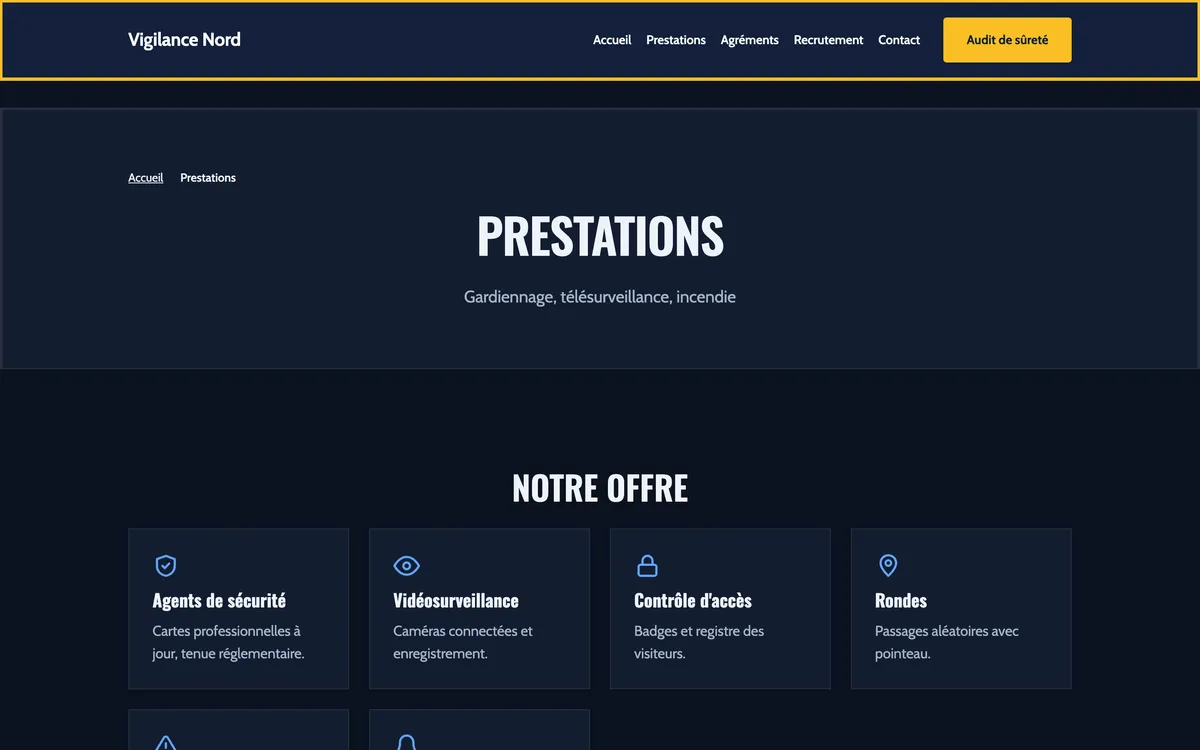 Vigilance Nord
Accueil Prestations Agréments Recrutement Contact Audit de sûreté
Accueil Prestations
PRESTATIONS
Gardiennage, télésurveillance, incendie
NOTRE OFFRE
Agents de sécurité
Cartes professionnelles à
jour, tenue réglementaire.
Vidéosurveillance
Caméras connectées et
enregistrement.
Contrôle d'accès
Badges et registre des
visiteurs.
Rondes
Passages aléatoires avec
pointeau.